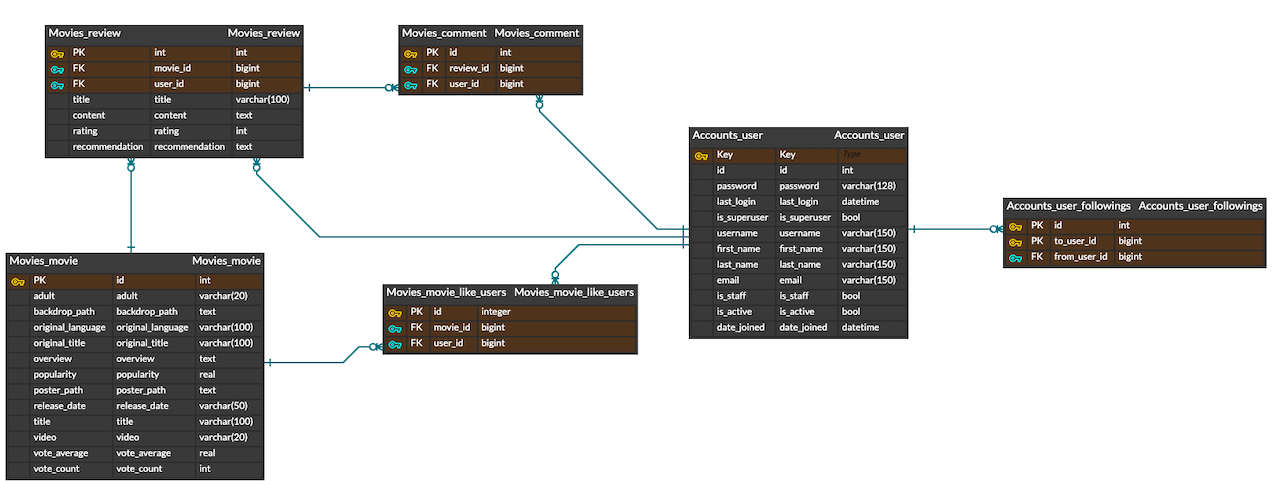 Movies_review Movies_review
PK int int
FK movie_id bigint
FK user_id bigint
title title varchar(100)
content content text
rating rating int
recommendation recommendation text
Movies_comment Movies_comment
PK id int
FK review_id bigint
FK user_id bigint
Accounts_user Accounts_user
Key Key Type
id id int
password password varchar(128)
last_login last_login datetime
is_superuser is_superuser bool
username username varchar(150)
first_name first_name varchar(150)
last_name last_name varchar(150)
email email varchar(150)
is_staff is_staff bool
is_active is_active bool
date_joined date_joined datetime
Accounts_user_followings Accounts_user_followings
PK id int
PK to_user_id bigint
FK from_user_id bigint
Movies_movie Movies_movie
PK id int
adult adult varchar(20)
backdrop_path backdrop_path text
original_language original_language varchar(100)
original_title original_title varchar(100)
overview overview text
popularity popularity real
poster_path poster_path text
release_date release_date varchar(50)
title title varchar(100)
video video varchar(20)
vote_average vote_average real
vote_count vote_count int
Movies_movie_like_users Movies_movie_like_users
PK id integer
FK movie_id bigint
FK user_id bigint